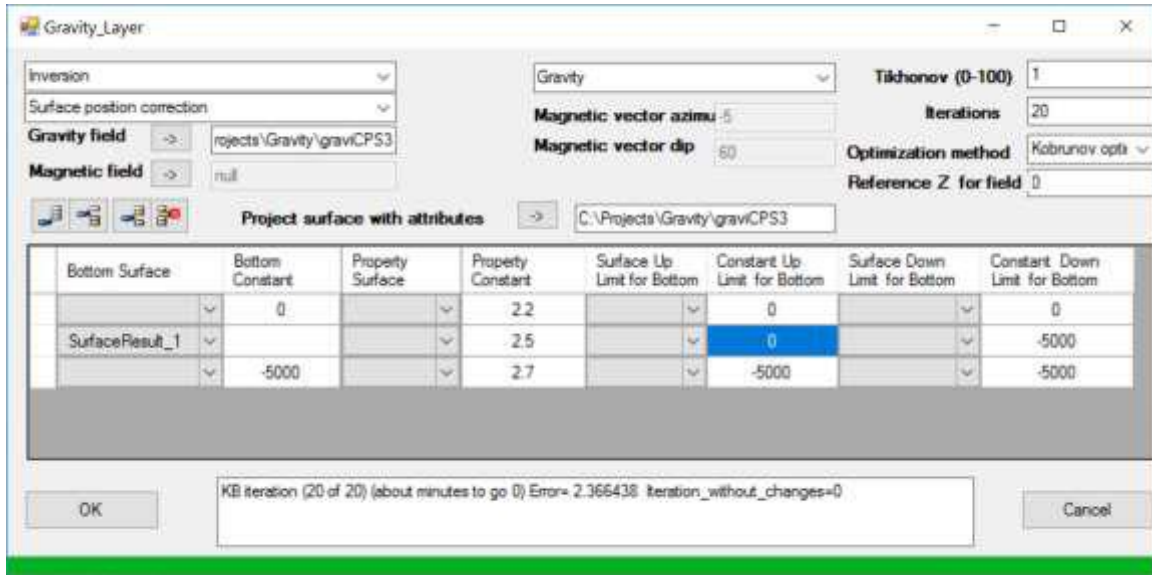 Gravity_Layer
Inversion
Gravity
Tikhonov (0-100) 1
Surface position correction
Magnetic vector azimu -5
Iterations 20
Gravity field -> rojects\Gravity\graviCPS3
Magnetic vector dip 60
Optimization method Kobrunov opti
Magnetic field -> null
Reference Z for field 0
Project surface with attributes -> C:\Projects\Gravity\graviCPS3
Bottom Surface Bottom Constant Property Surface Property Constant Surface Up Limit for Bottom Constant Up Limit for Bottom Surface Down Limit for Bottom Constant Down Limit for Bottom
0 2.2 0 0
SurfaceResult_1 2.5 0 -5000
-5000 2.7 -5000 -5000
OK
KB iteration (20 of 20) (about minutes to go 0) Error= 2.366438 Iteration_without_changes=0
Cancel